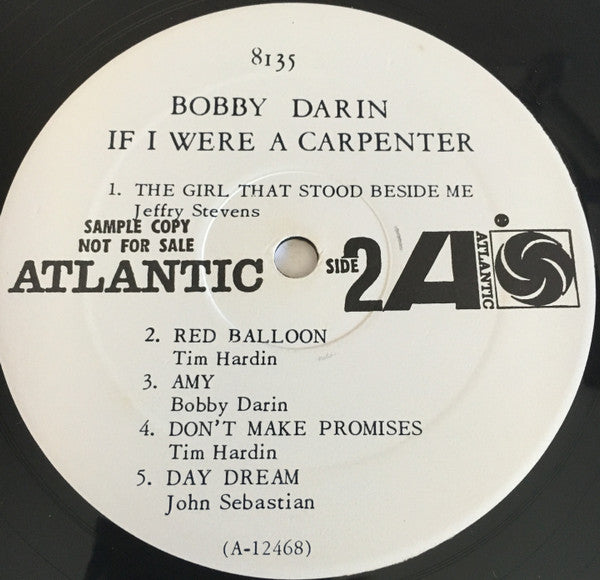 8135
BOBBY DARIN
IF I WERE A CARPENTER
1. THE GIRL THAT STOOD BESIDE ME
Jeffry Stevens
SAMPLE COPY
NOT FOR SALE
ATLANTIC
SIDE 2
A
ATLANTIC
2. RED BALLOON
Tim Hardin
3. AMY
Bobby Darin
4. DON'T MAKE PROMISES
Tim Hardin
5. DAY DREAM
John Sebastian
(A-12468)